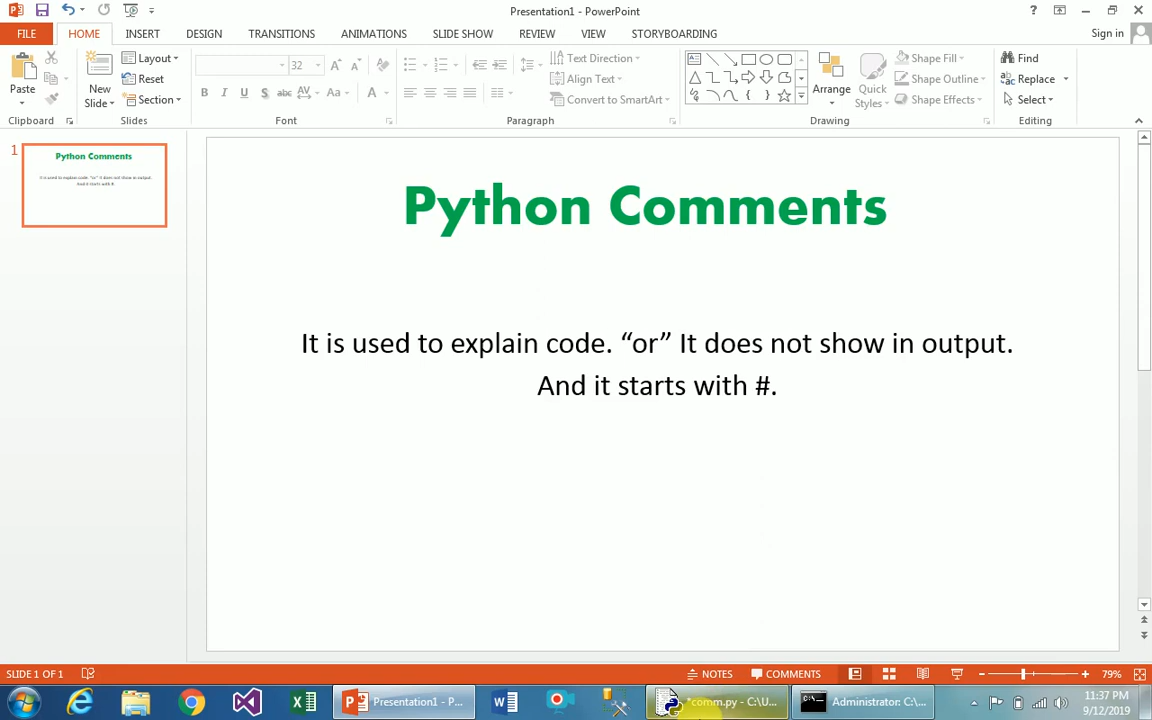 Presentation1 - PowerPoint
?
Sign in
FILE HOME INSERT DESIGN TRANSITIONS ANIMATIONS SLIDE SHOW REVIEW VIEW STORYBOARDING
Paste
New
Slide
Layout
Reset
Section
32
B I U S abc AV Aa A
Text Direction
Align Text
Convert to SmartArt
Arrange
Quick
Styles
Shape Fill
Shape Outline
Shape Effects
Find
Replace
Select
Clipboard Slides Font Paragraph Drawing Editing
1
Python Comments
It is used to explain code. “or” It does not show in output.
And it starts with #.
Python Comments
It is used to explain code. “or” It does not show in output.
And it starts with #.
SLIDE 1 OF 1
NOTES COMMENTS 79%
Presentation1 - P...
*comm.py - C:\U...
Administrator: C:\...
11:37 PM
9/12/2019